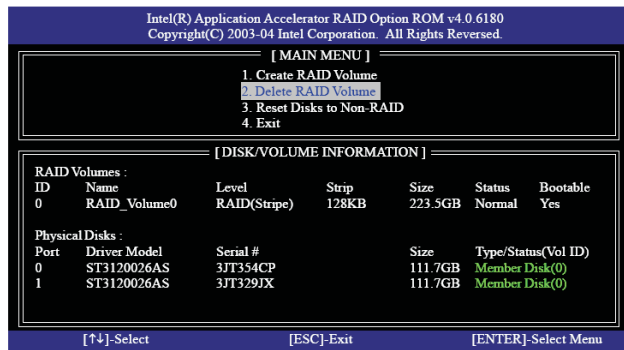 Intel(R) Application Accelerator RAID Option ROM v4.0.6180
Copyright(C) 2003-04 Intel Corporation. All Rights Reversed.
[ MAIN MENU ]
1. Create RAID Volume
2. Delete RAID Volume
3. Reset Disks to Non-RAID
4. Exit
[ DISK/VOLUME INFORMATION ]
RAID Volumes :
ID Name Level Strip Size Status Bootable
0 RAID_Volume0 RAID(Stripe) 128KB 223.5GB Normal Yes
Physical Disks :
Port Driver Model Serial # Size Type/Status(Vol ID)
0 ST3120026AS 3JT354CP 111.7GB Member Disk(0)
1 ST3120026AS 3JT329JX 111.7GB Member Disk(0)
[↑↓]-Select [ESC]-Exit [ENTER]-Select Menu